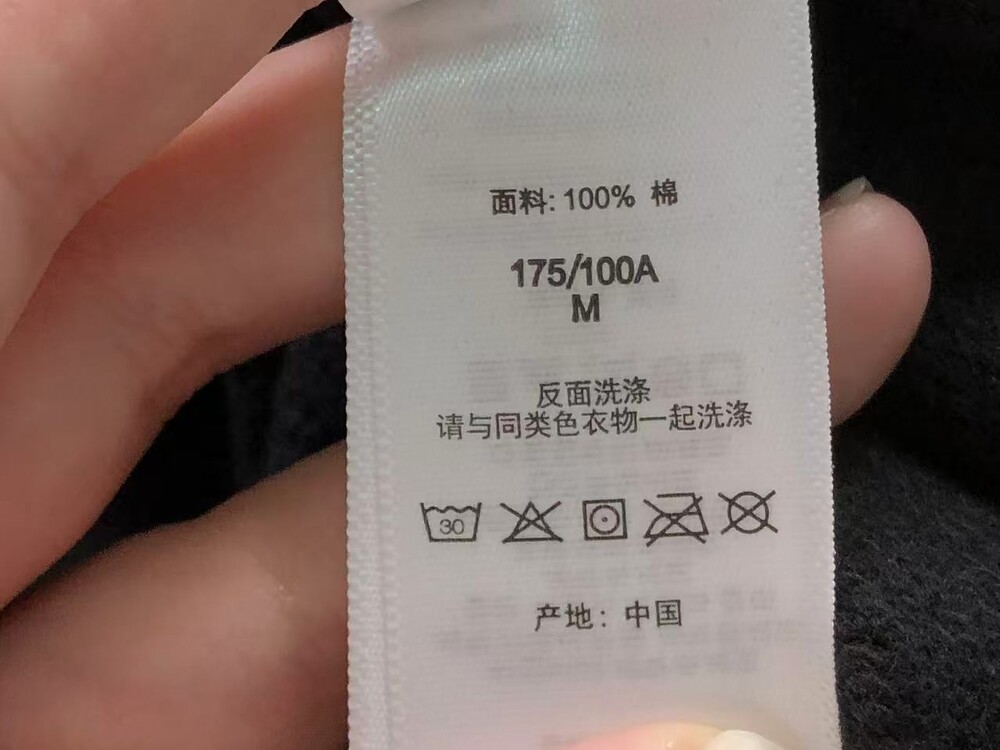 面料: 100% 棉
175/100A
M
反面洗涤
请与同类色衣物一起洗涤
30
产地: 中国